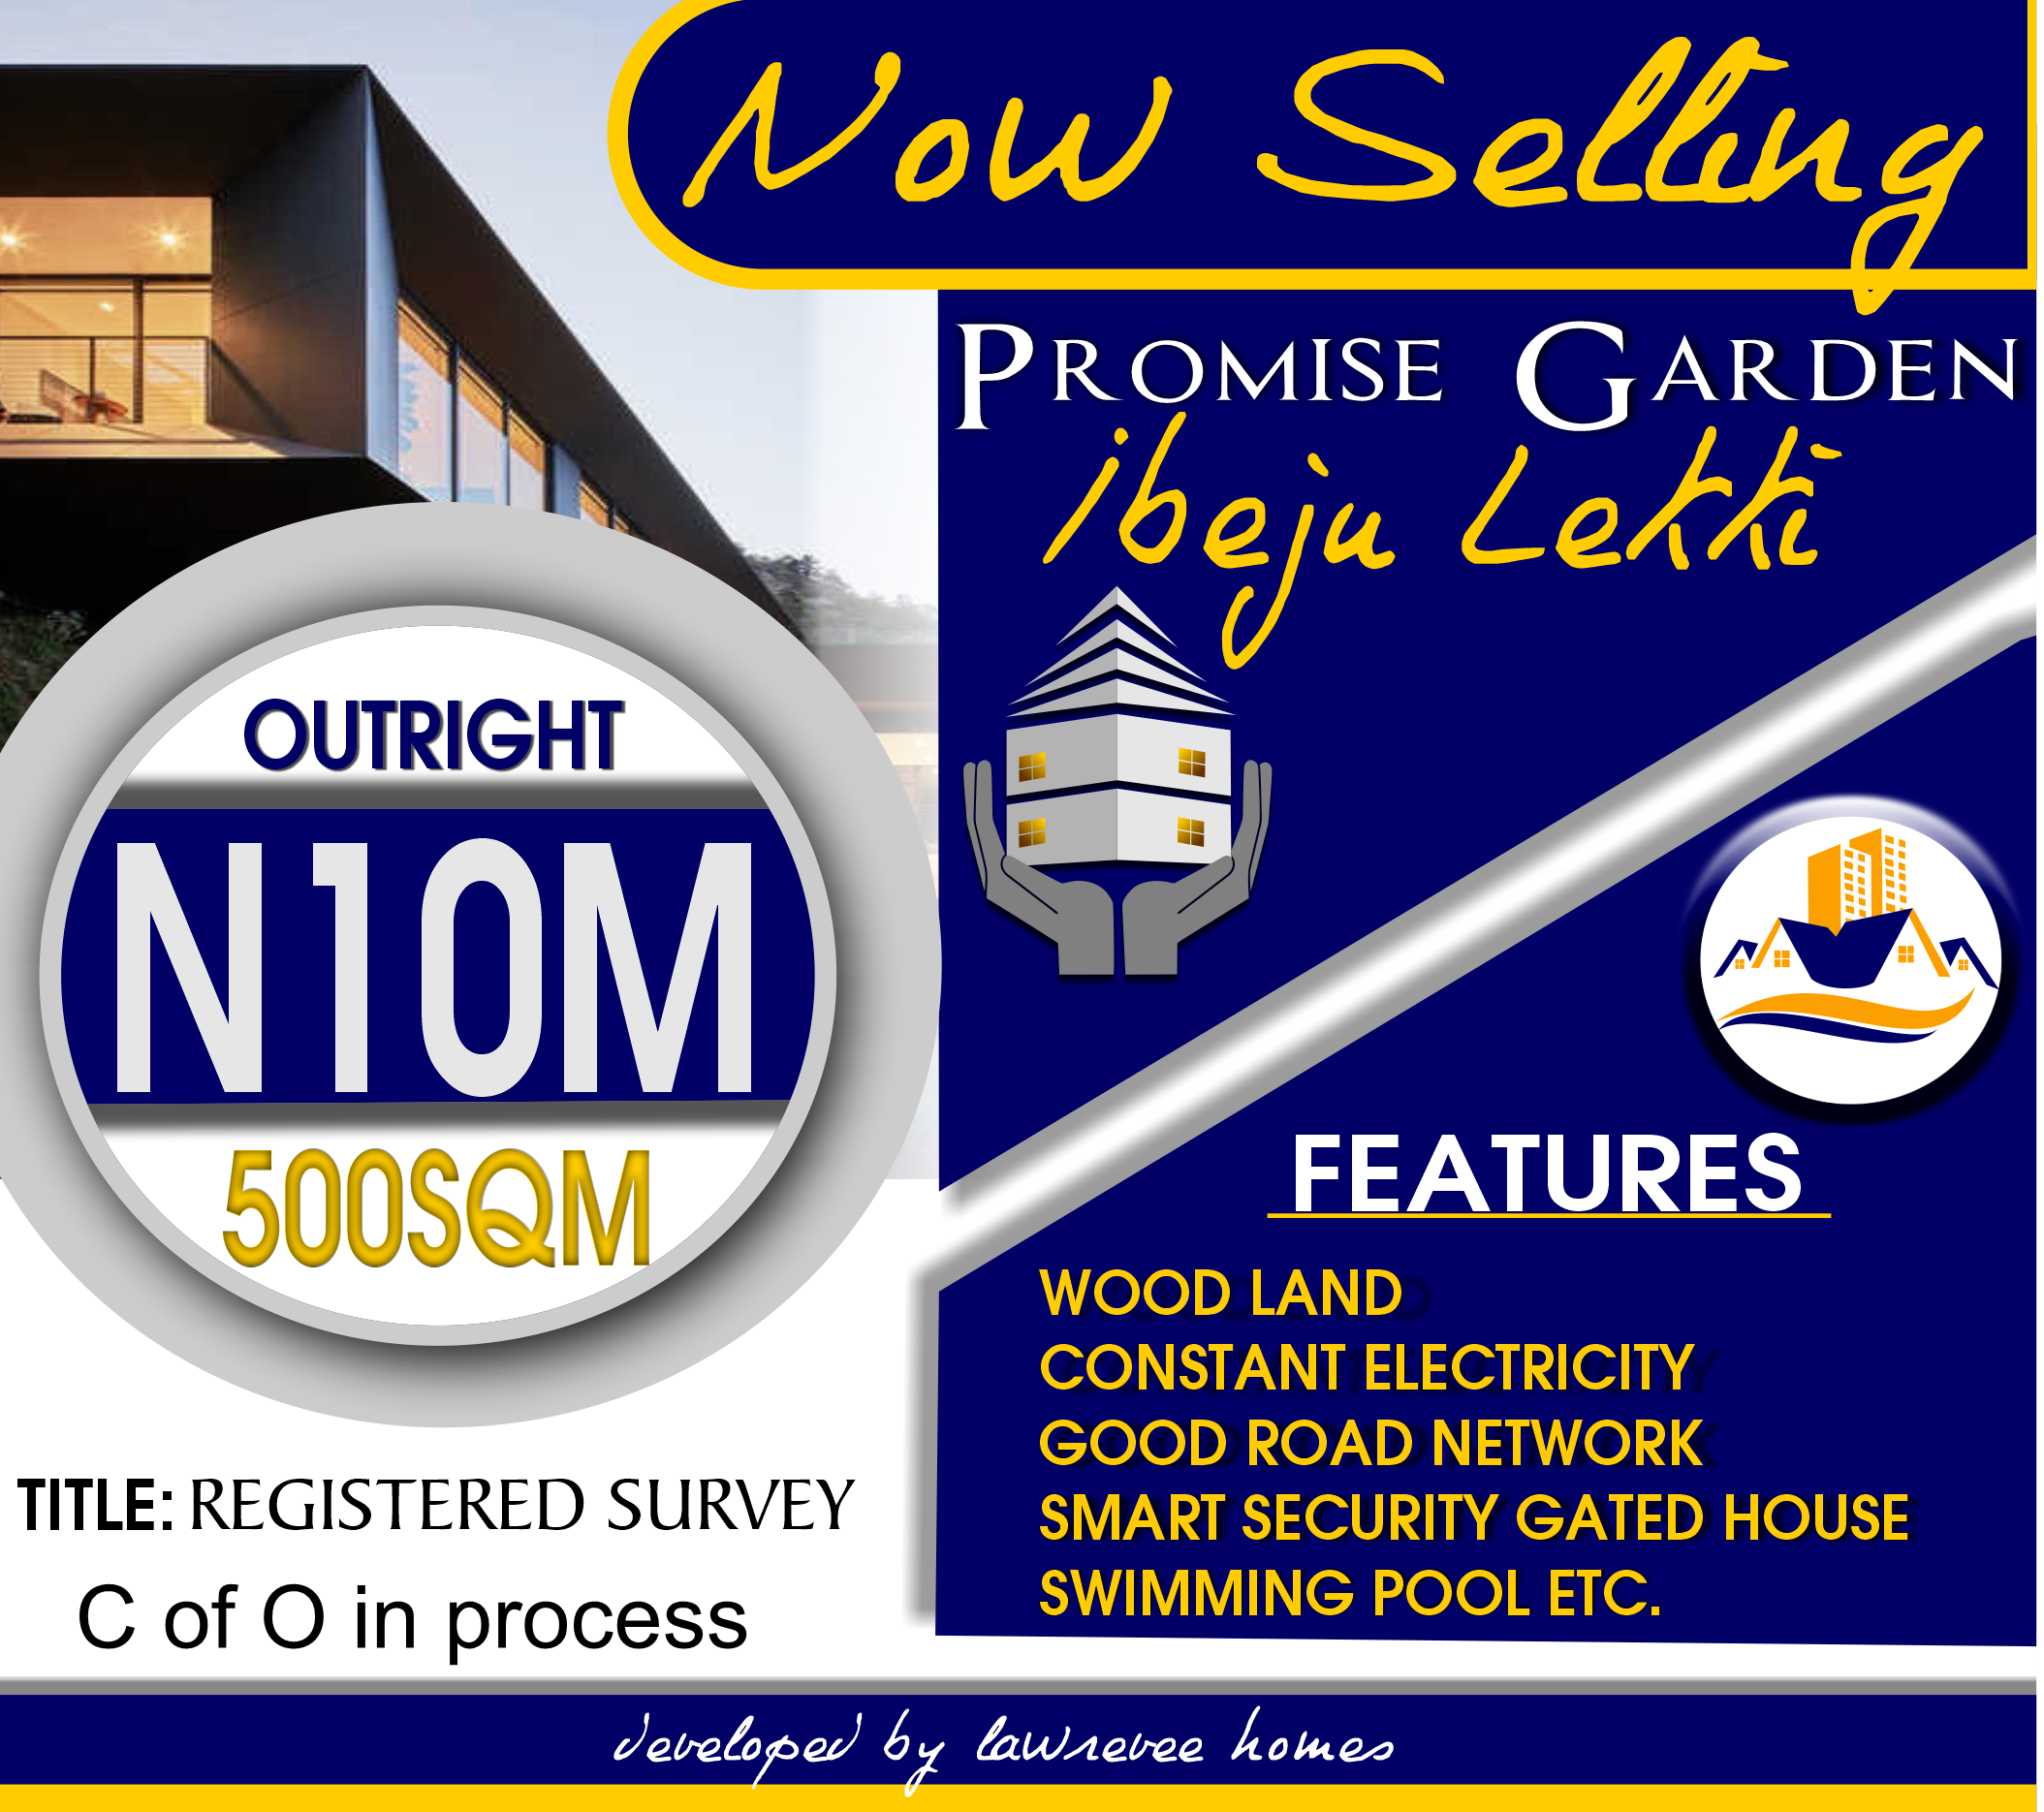 Now Selling
PROMISE GARDEN
ibeju Lekki
OUTRIGHT
N10M
500SQM
FEATURES
WOOD LAND
CONSTANT ELECTRICITY
GOOD ROAD NETWORK
SMART SECURITY GATED HOUSE
SWIMMING POOL ETC.
TITLE: REGISTERED SURVEY
C of O in process
developed by lawrevee homes